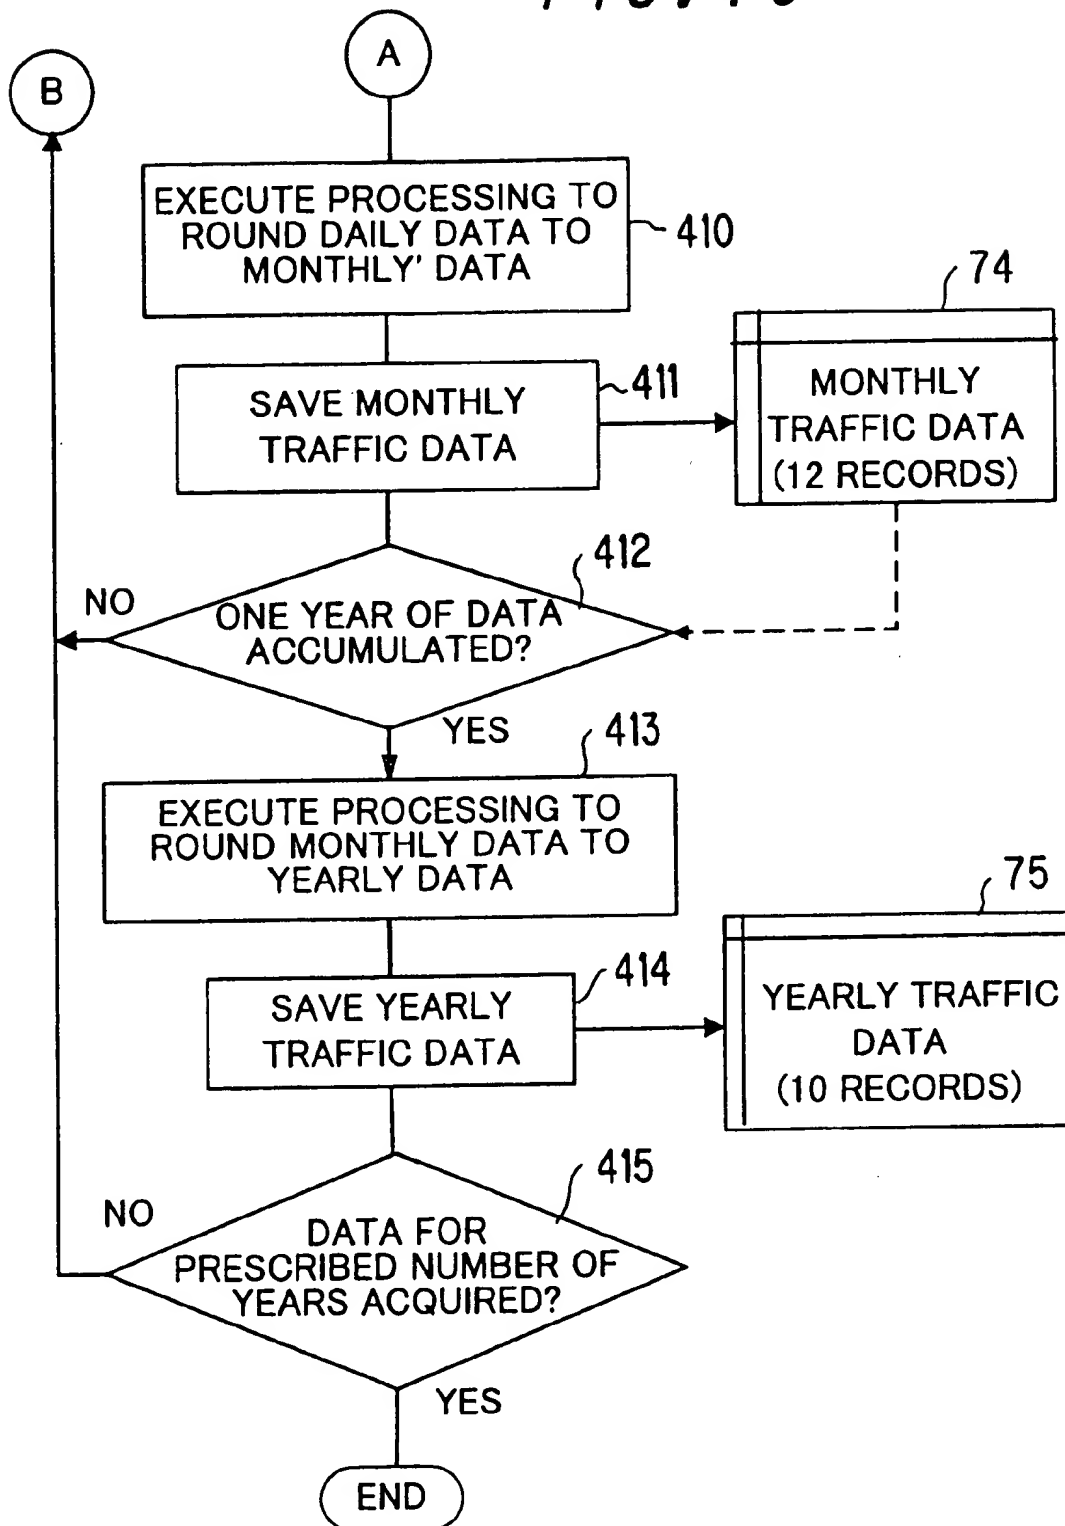 A
B
EXECUTE PROCESSING TO
ROUND DAILY DATA TO
MONTHLY' DATA
410
74
SAVE MONTHLY
TRAFFIC DATA
411
MONTHLY
TRAFFIC DATA
(12 RECORDS)
412
NO
ONE YEAR OF DATA
ACCUMULATED?
YES
413
EXECUTE PROCESSING TO
ROUND MONTHLY DATA TO
YEARLY DATA
75
414
SAVE YEARLY
TRAFFIC DATA
YEARLY TRAFFIC
DATA
(10 RECORDS)
415
NO
DATA FOR
PRESCRIBED NUMBER OF
YEARS ACQUIRED?
YES
END